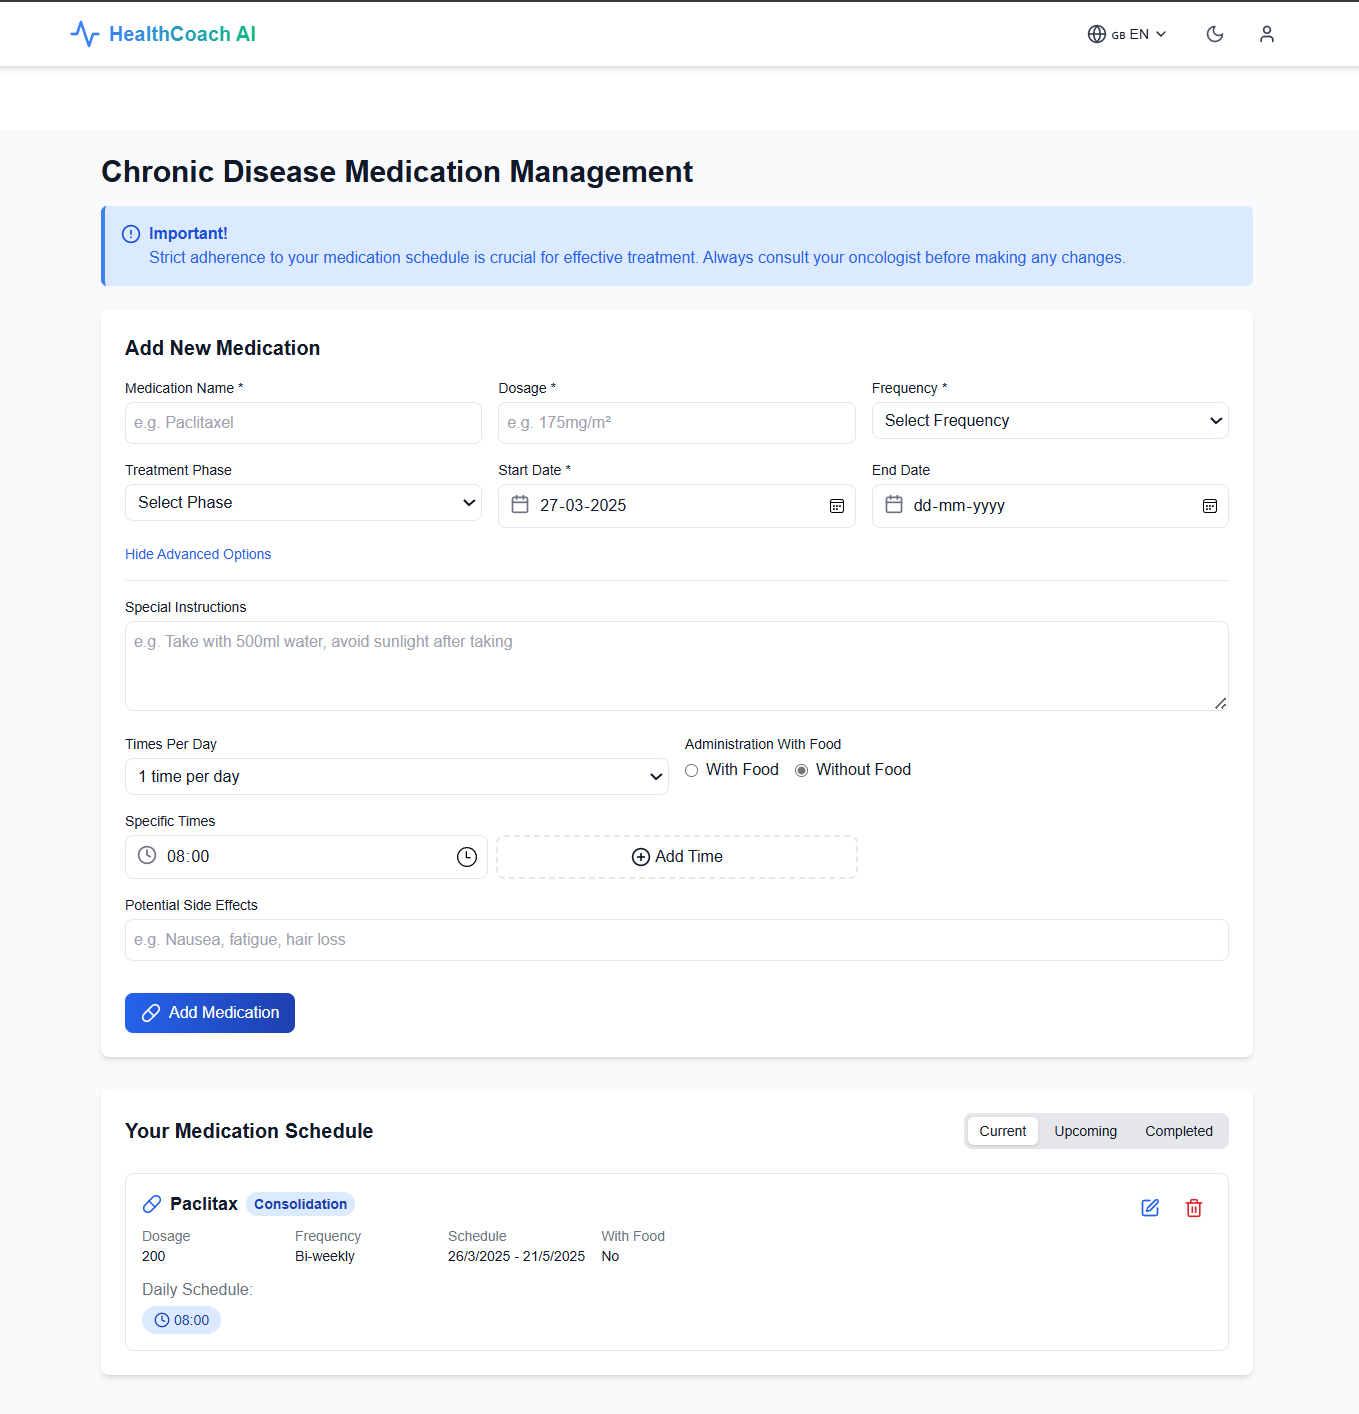 HealthCoach AI
GB EN
Chronic Disease Medication Management
Important!
Strict adherence to your medication schedule is crucial for effective treatment. Always consult your oncologist before making any changes.
Add New Medication
Medication Name * Dosage * Frequency *
e.g. Paclitaxel e.g. 175mg/m² Select Frequency
Treatment Phase Start Date * End Date
Select Phase 27-03-2025 dd-mm-yyyy
Hide Advanced Options
Special Instructions
e.g. Take with 500ml water, avoid sunlight after taking
Times Per Day Administration With Food
1 time per day With Food Without Food
Specific Times
08:00 Add Time
Potential Side Effects
e.g. Nausea, fatigue, hair loss
Add Medication
Your Medication Schedule Current Upcoming Completed
Paclitax Consolidation
Dosage Frequency Schedule With Food
200 Bi-weekly 26/3/2025 - 21/5/2025 No
Daily Schedule:
08:00